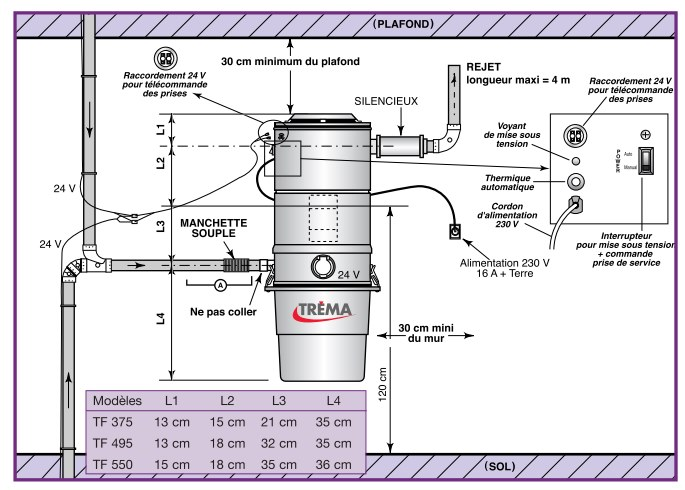 (PLAFOND)
Raccordement 24 V
pour télécommande
des prises
30 cm minimum du plafond
REJET
longueur maxi = 4 m
SILENCIEUX
Raccordement 24 V
pour télécommande
des prises
Voyant
de mise sous
tension
Thermique
automatique
Cordon
d'alimentation
230 V
POWER
Auto
Manual
Interrupteur
pour mise sous tension
+ commande
prise de service
L1
L2
L3
L4
24 V
24 V
MANCHETTE
SOUPLE
A
Ne pas coller
24 V
TRÊMA
Alimentation 230 V
16 A + Terre
30 cm mini
du mur
120 cm
Modèles L1 L2 L3 L4
TF 375 13 cm 15 cm 21 cm 35 cm
TF 495 13 cm 18 cm 32 cm 35 cm
TF 550 15 cm 18 cm 35 cm 36 cm
(SOL)